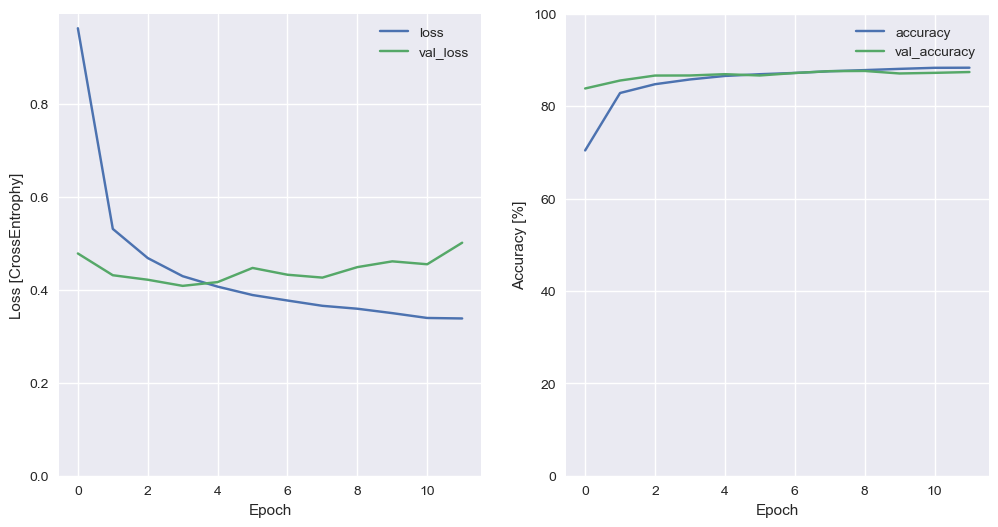 loss
val_loss
0.8
0.6
0.4
0.2
0.0
Loss [CrossEntrophy]
0 2 4 6 8 10
Epoch
accuracy
val_accuracy
100
80
60
40
20
0
Accuracy [%]
0 2 4 6 8 10
Epoch